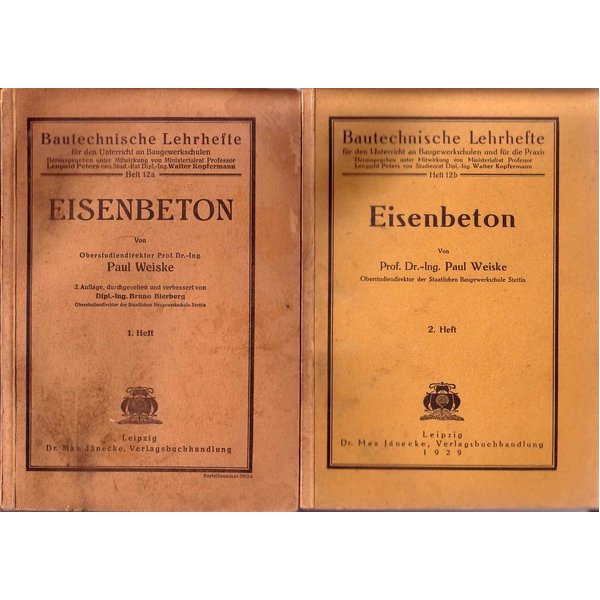 Bautechnische Lehrhefte
für den Unterricht an Baugewerkschulen
Herausgegeben unter Mitwirkung von Ministerialrat Professor
Leopold Peters von Stud.-Rat Dipl.-Ing. Walter Kopfermann
Heft 12a
EISENBETON
Von
Oberstudiendirektor Prof. Dr.-Ing.
Paul Weiske
2. Auflage, durchgesehen und verbessert von
Dipl.-Ing. Bruno Bierberg
Oberstudiendirektor der Staatlichen Baugewerkschule Stettin
1. Heft
Leipzig
Dr. Max Jänecke, Verlagsbuchhandlung
Bautechnische Lehrhefte
für den Unterricht an Baugewerkschulen und für die Praxis
Herausgegeben unter Mitwirkung von Ministerialrat Professor
Leopold Peters von Studienrat Dipl.-Ing. Walter Kopfermann
Heft 12b
Eisenbeton
Von
Prof. Dr.-Ing. Paul Weiske
Oberstudiendirektor der Staatlichen Baugewerkschule Stettin
2. Heft
Leipzig
Dr. Max Jänecke, Verlagsbuchhandlung
1929